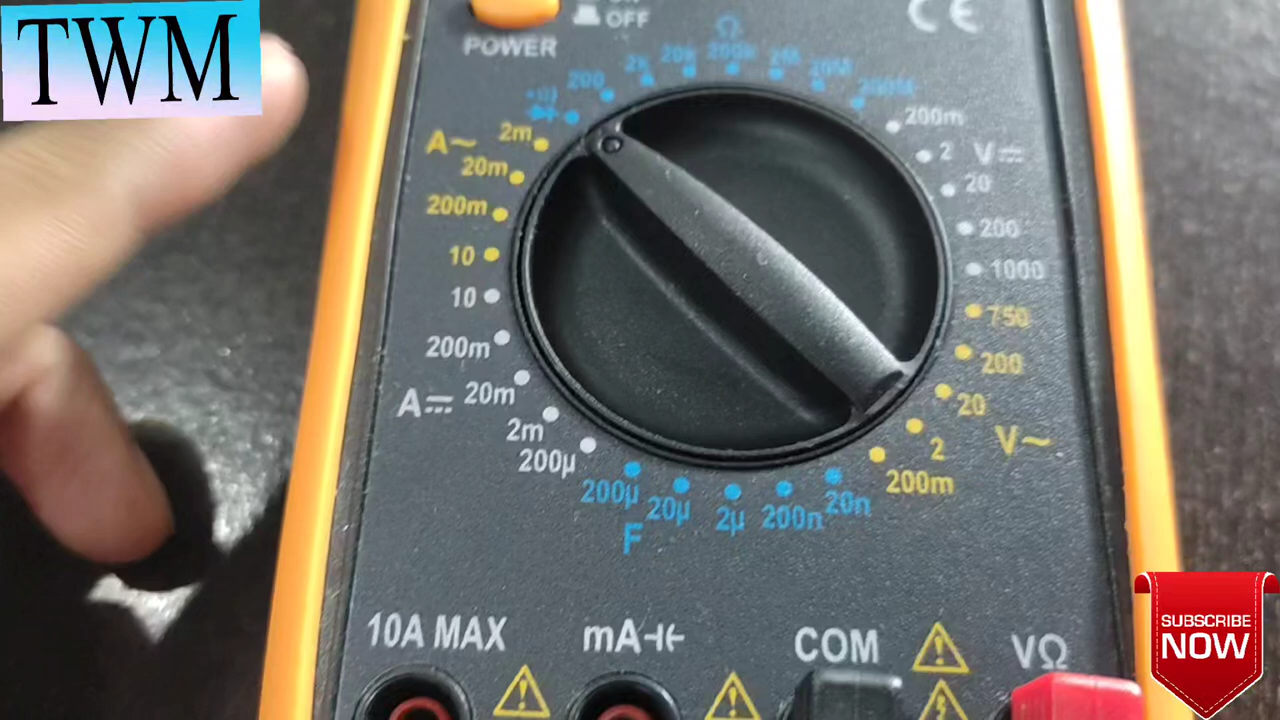 TWM
OFF
POWER
CE
Ω
200
2k
20k
200k
2M
20M
200M
200m
2
V⎓
20
200
1000
750
200
20
2
V~
200m
A~
2m
20m
200m
10
10
200m
A⎓
20m
2m
200µ
200µ
20µ
2µ
200n
20n
F
10A MAX
mA
COM
VΩ
SUBSCRIBE
NOW